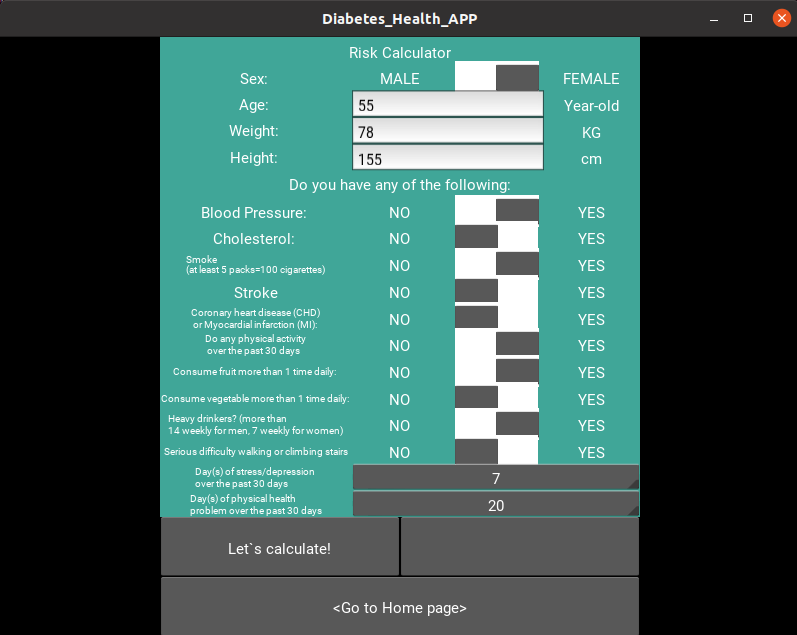 Diabetes_Health_APP
Risk Calculator
Sex: MALE FEMALE
Age: 55 Year-old
Weight: 78 KG
Height: 155 cm
Do you have any of the following:
Blood Pressure: NO YES
Cholesterol: NO YES
Smoke
(at least 5 packs=100 cigarettes) NO YES
Stroke NO YES
Coronary heart disease (CHD)
or Myocardial infarction (MI): NO YES
Do any physical activity
over the past 30 days NO YES
Consume fruit more than 1 time daily: NO YES
Consume vegetable more than 1 time daily: NO YES
Heavy drinkers? (more than
14 weekly for men, 7 weekly for women) NO YES
Serious difficulty walking or climbing stairs NO YES
Day(s) of stress/depression
over the past 30 days 7
Day(s) of physical health
problem over the past 30 days 20
Let`s calculate!
<Go to Home page>